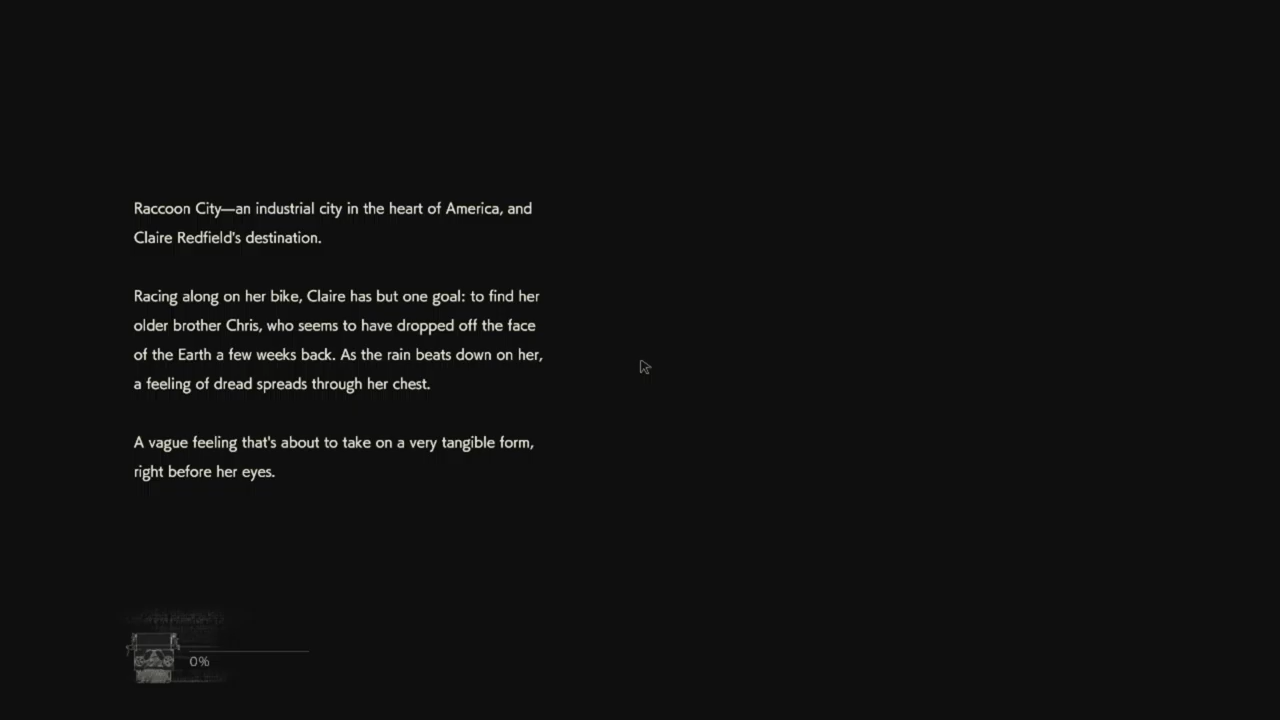 Raccoon City—an industrial city in the heart of America, and
Claire Redfield's destination.
Racing along on her bike, Claire has but one goal: to find her
older brother Chris, who seems to have dropped off the face
of the Earth a few weeks back. As the rain beats down on her,
a feeling of dread spreads through her chest.
A vague feeling that's about to take on a very tangible form,
right before her eyes.
0%